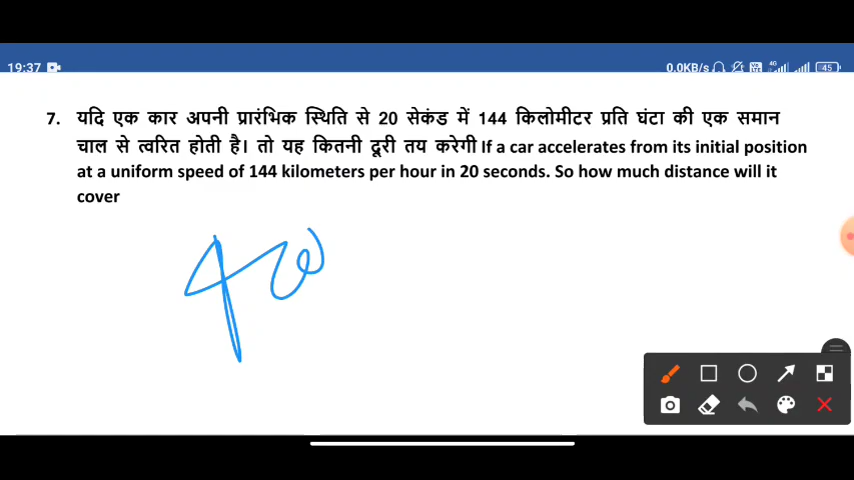 19:37
0.0KB/s 4G 45
7. यदि एक कार अपनी प्रारंभिक स्थिति से 20 सेकंड में 144 किलोमीटर प्रति घंटा की एक समान
चाल से त्वरित होती है। तो यह कितनी दूरी तय करेगी If a car accelerates from its initial position
at a uniform speed of 144 kilometers per hour in 20 seconds. So how much distance will it
cover